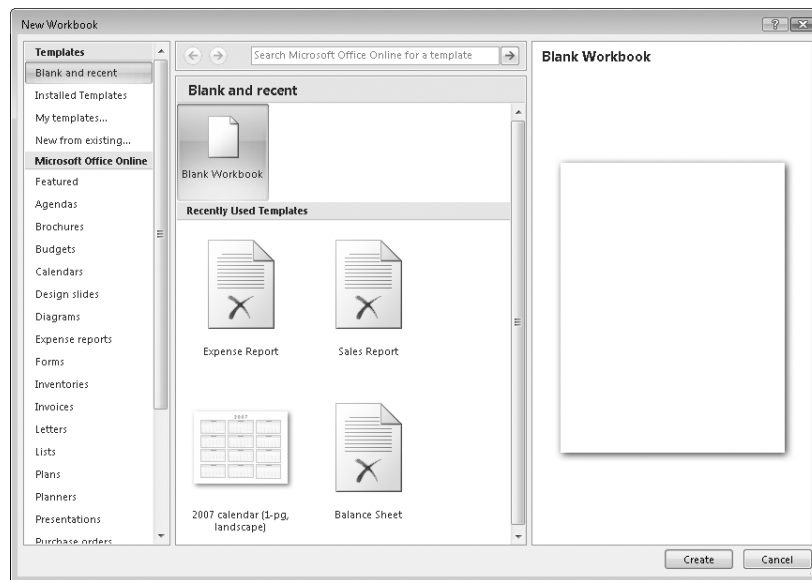 New Workbook
Templates
Blank and recent
Installed Templates
My templates...
New from existing...
Microsoft Office Online
Featured
Agendas
Brochures
Budgets
Calendars
Design slides
Diagrams
Expense reports
Forms
Inventories
Invoices
Letters
Lists
Plans
Planners
Presentations
Purchase orders
Search Microsoft Office Online for a template
Blank and recent
Blank Workbook
Recently Used Templates
Expense Report
Sales Report
2007
2007 calendar (1-pg,
landscape)
Balance Sheet
Blank Workbook
Create
Cancel